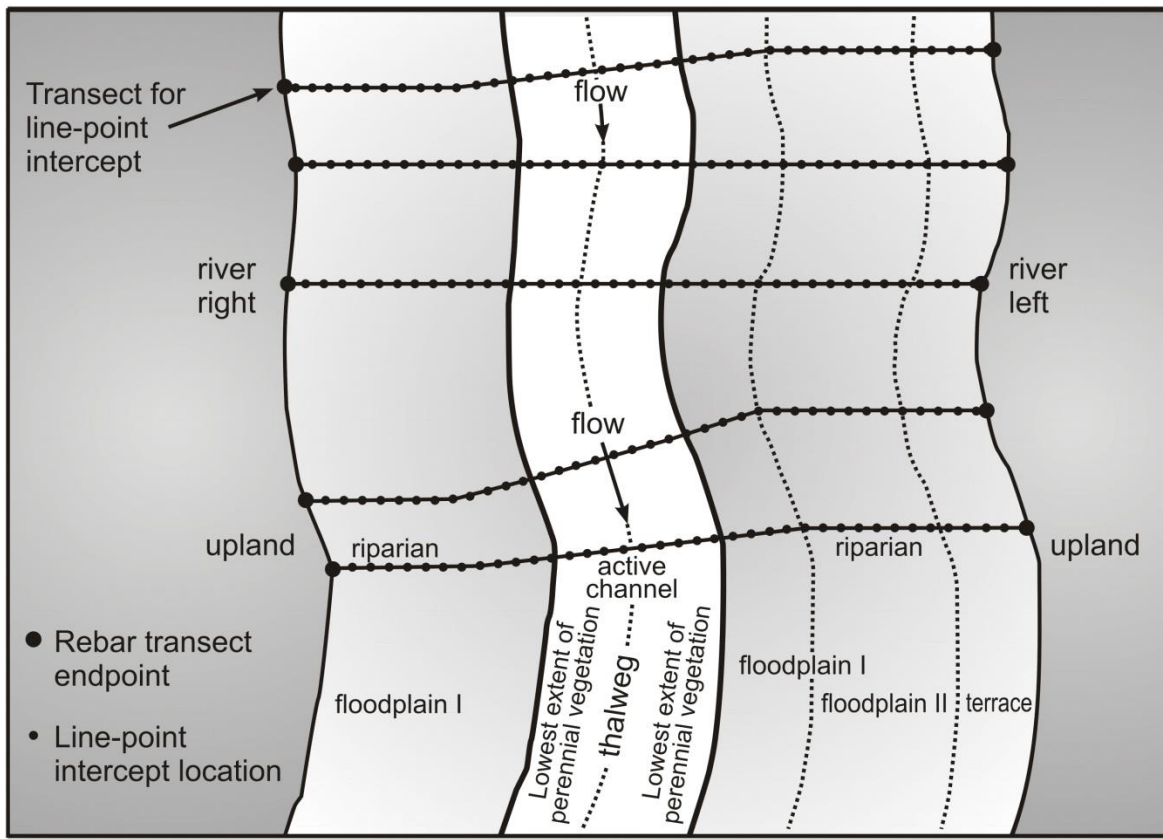 Transect for
line-point
intercept
flow
river
right
river
left
flow
upland
riparian
riparian
upland
active
channel
Rebar transect
endpoint
Line-point
intercept location
floodplain I
Lowest extent of
perennial vegetation
thalweg
Lowest extent of
perennial vegetation
floodplain I
floodplain II
terrace